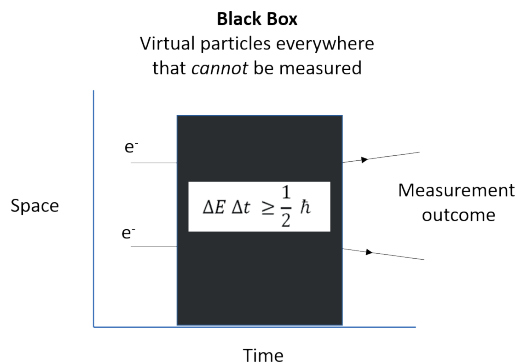 Black Box
Virtual particles everywhere
that cannot be measured
e⁻
ΔE Δt ≥ 1/2 ħ
e⁻
Space
Measurement
outcome
Time